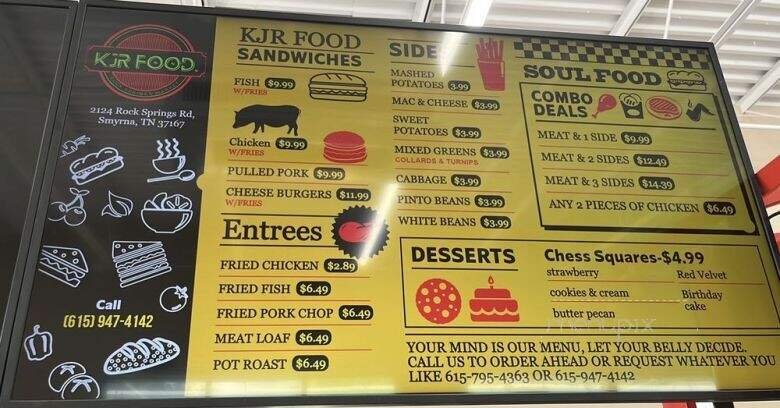 KJR FOOD
2124 Rock Springs Rd,
Smyrna, TN 37167
Call
(615) 947-4142
KJR FOOD
SANDWICHES
FISH $9.99
W/FRIES
Chicken $9.99
W/FRIES
PULLED PORK $9.99
CHEESE BURGERS $11.99
W/FRIES
Entrees
FRIED CHICKEN $2.89
FRIED FISH $6.49
FRIED PORK CHOP $6.49
MEAT LOAF $6.49
POT ROAST $6.49
SIDE
MASHED
POTATOES 3.99
MAC & CHEESE $3.99
SWEET
POTATOES $3.99
MIXED GREENS $3.99
COLLARDS & TURNIPS
CABBAGE $3.99
PINTO BEANS $3.99
WHITE BEANS $3.99
SOUL FOOD
COMBO
DEALS
MEAT & 1 SIDE $9.99
MEAT & 2 SIDES $12.49
MEAT & 3 SIDES $14.39
ANY 2 PIECES OF CHICKEN $6.49
DESSERTS
Chess Squares-$4.99
strawberry Red Velvet
cookies & cream Birthday
cake
butter pecan
menupix
YOUR MIND IS OUR MENU, LET YOUR BELLY DECIDE.
CALL US TO ORDER AHEAD OR REQUEST WHATEVER YOU
LIKE 615-795-4363 OR 615-947-4142